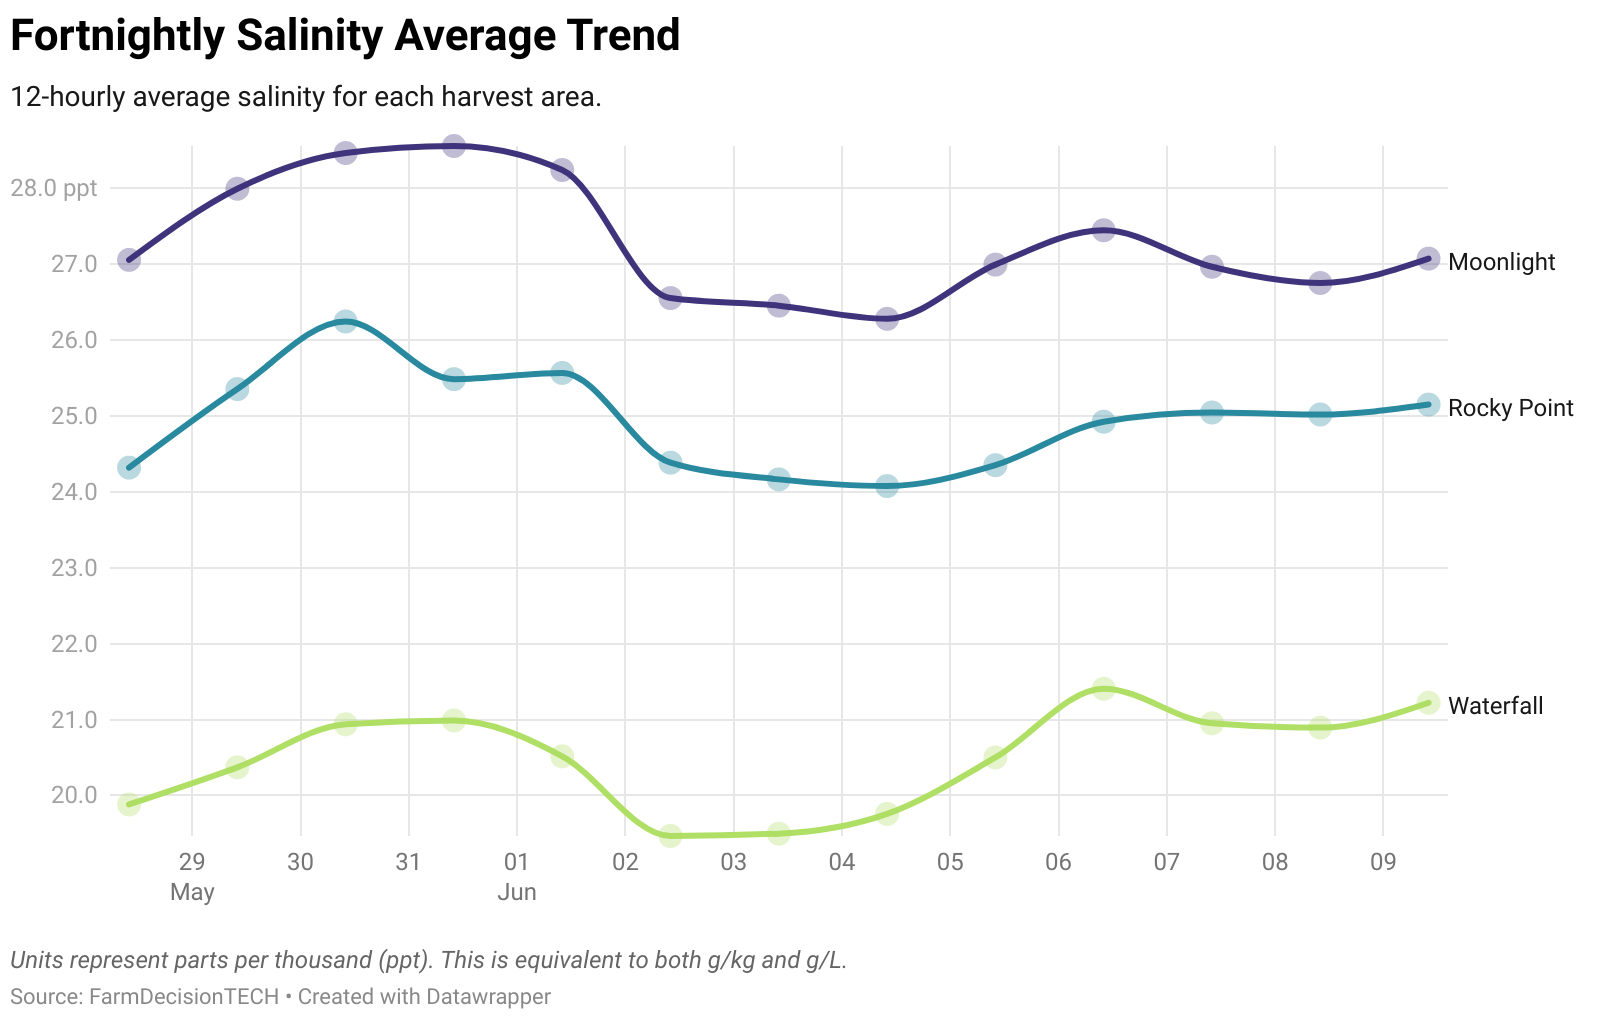 Fortnightly Salinity Average Trend
12-hourly average salinity for each harvest area.
28.0 ppt
27.0
26.0
25.0
24.0
23.0
22.0
21.0
20.0
Moonlight
Rocky Point
Waterfall
29 30 31 01 02 03 04 05 06 07 08 09
May Jun
Units represent parts per thousand (ppt). This is equivalent to both g/kg and g/L.
Source: FarmDecisionTECH • Created with Datawrapper